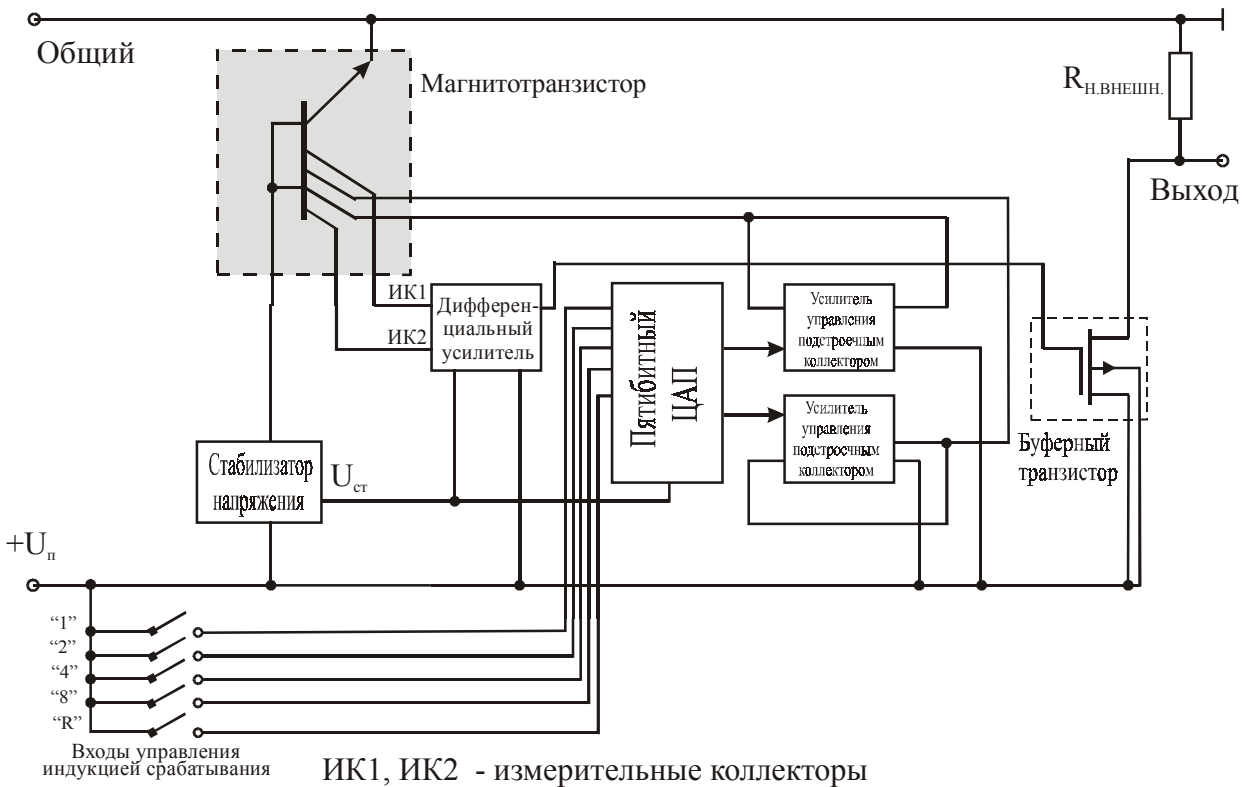 Общий
Магнитотранзистор
RН.ВНЕШН.
Выход
ИК1
ИК2
Дифферен-
циальный
усилитель
Пятибитный
ЦАП
Усилитель
управления
подстроечным
коллектором
Усилитель
управления
подстроечным
коллектором
Буферный
транзистор
Стабилизатор
напряжения
Uст
+Uп
“1”
“2”
“4”
“8”
“R”
Входы управления
индукцией срабатывания
ИК1, ИК2 - измерительные коллекторы